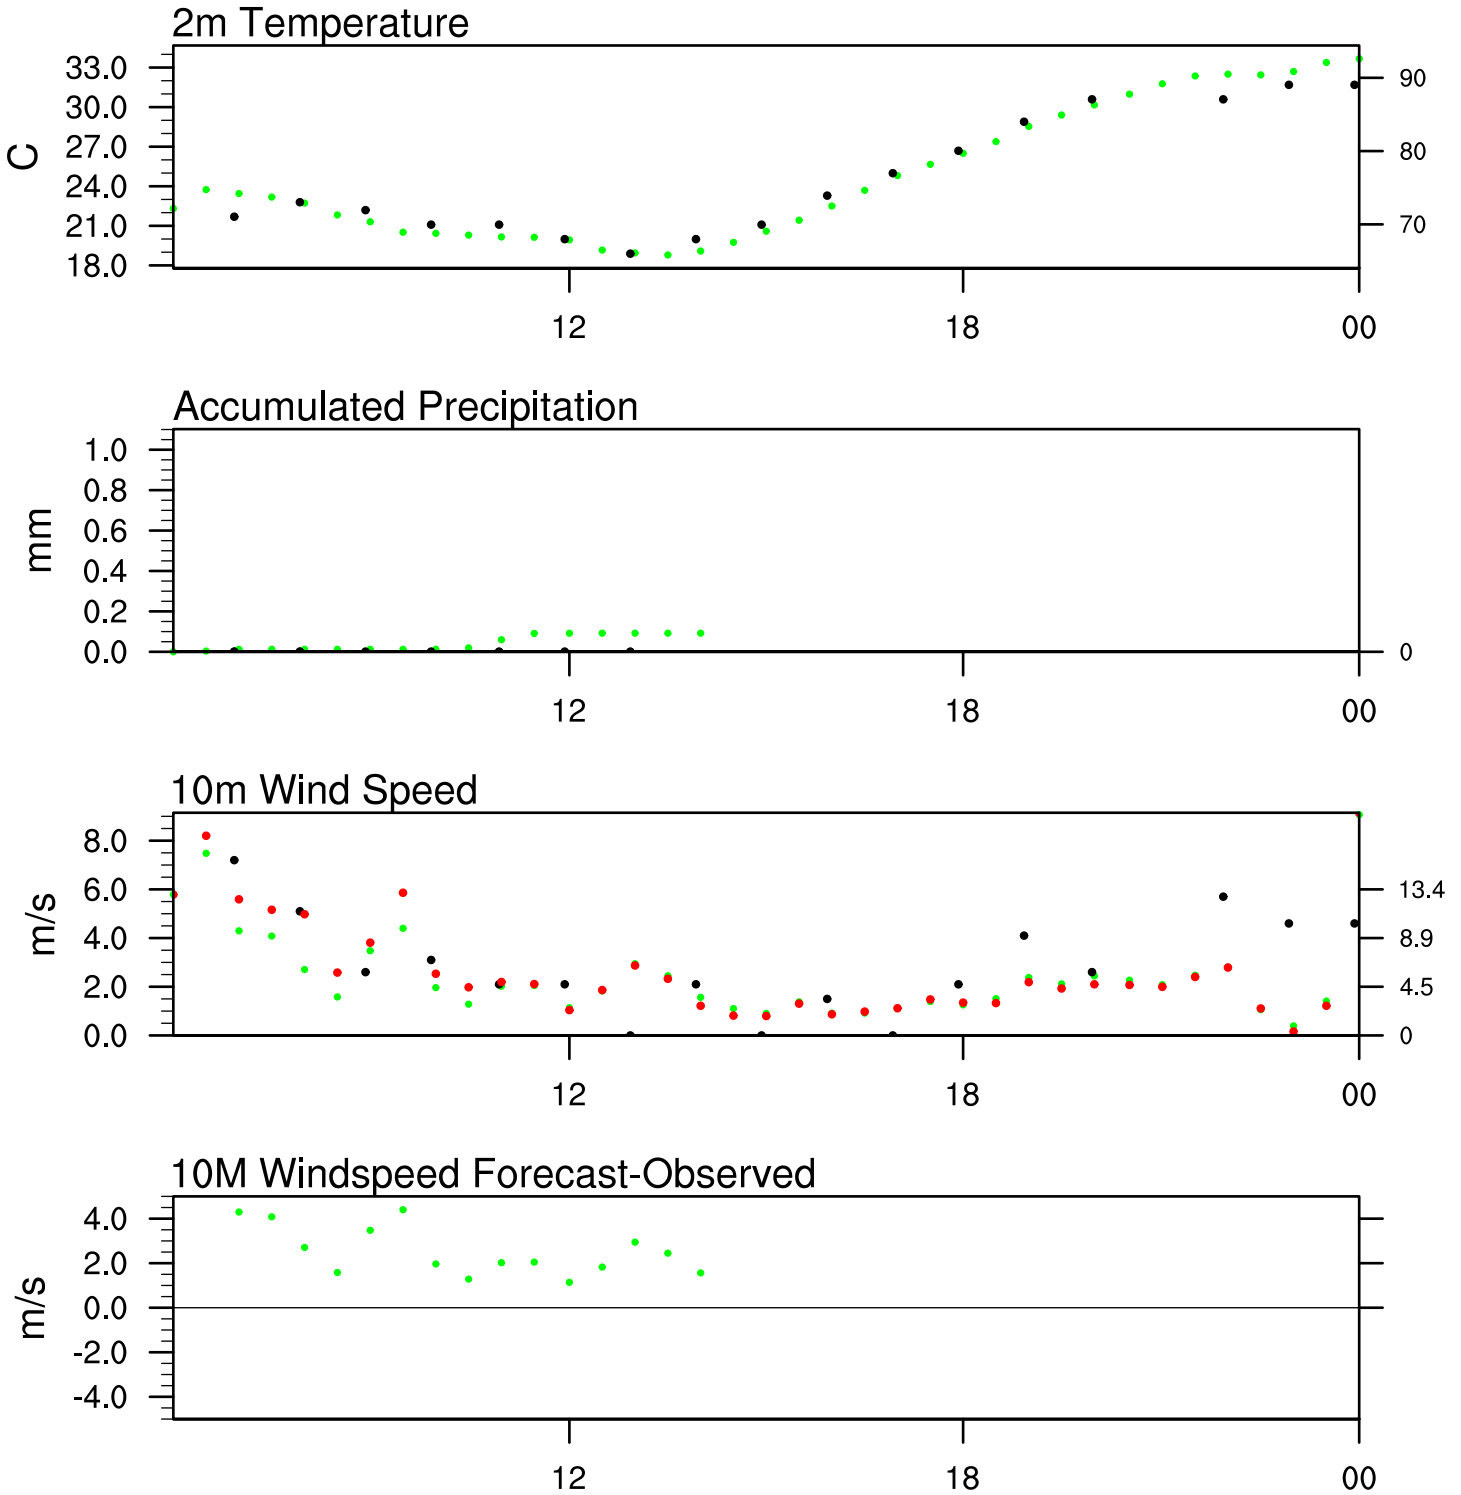 2m Temperature
33.0
30.0
27.0
24.0
21.0
18.0
C
90
80
70
12 18 00
Accumulated Precipitation
1.0
0.8
0.6
0.4
0.2
0.0
mm
0
12 18 00
10m Wind Speed
8.0
6.0
4.0
2.0
0.0
m/s
13.4
8.9
4.5
0
12 18 00
10M Windspeed Forecast-Observed
4.0
2.0
0.0
-2.0
-4.0
m/s
12 18 00